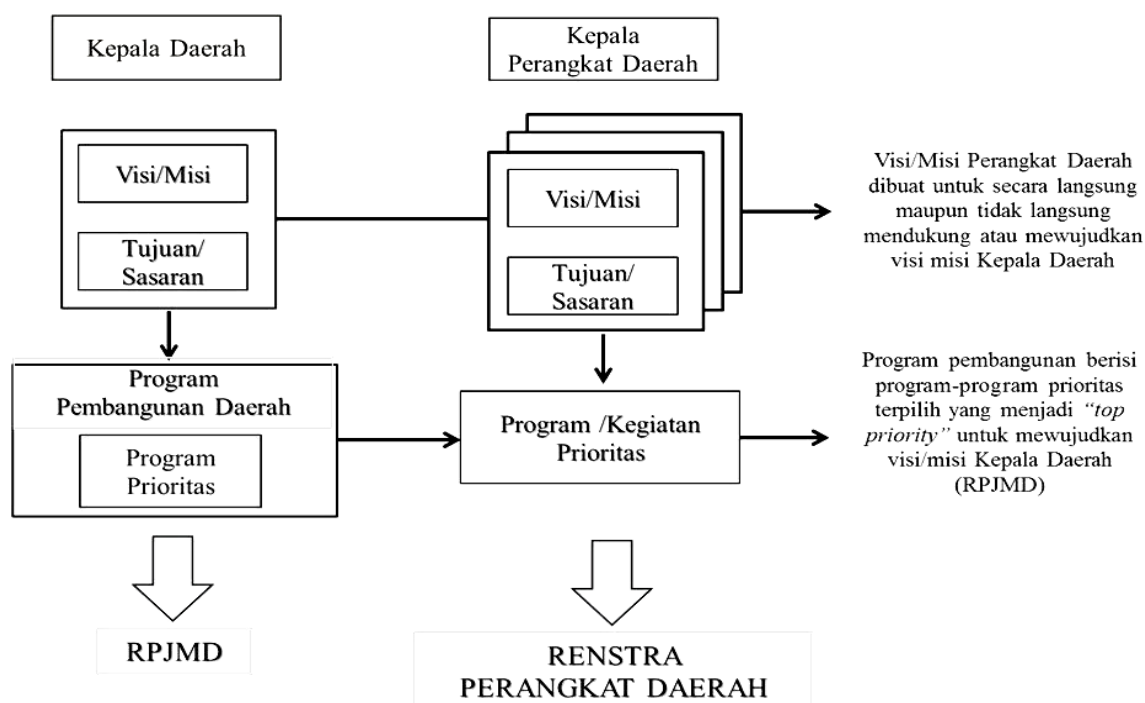 Kepala Daerah
Kepala
Perangkat Daerah
Visi/Misi
Tujuan/
Sasaran
Visi/Misi
Tujuan/
Sasaran
Visi/Misi Perangkat Daerah
dibuat untuk secara langsung
maupun tidak langsung
mendukung atau mewujudkan
visi misi Kepala Daerah
Program
Pembangunan Daerah
Program
Prioritas
Program /Kegiatan
Prioritas
Program pembangunan berisi
program-program prioritas
terpilih yang menjadi “top
priority” untuk mewujudkan
visi/misi Kepala Daerah
(RPJMD)
RPJMD
RENSTRA
PERANGKAT DAERAH